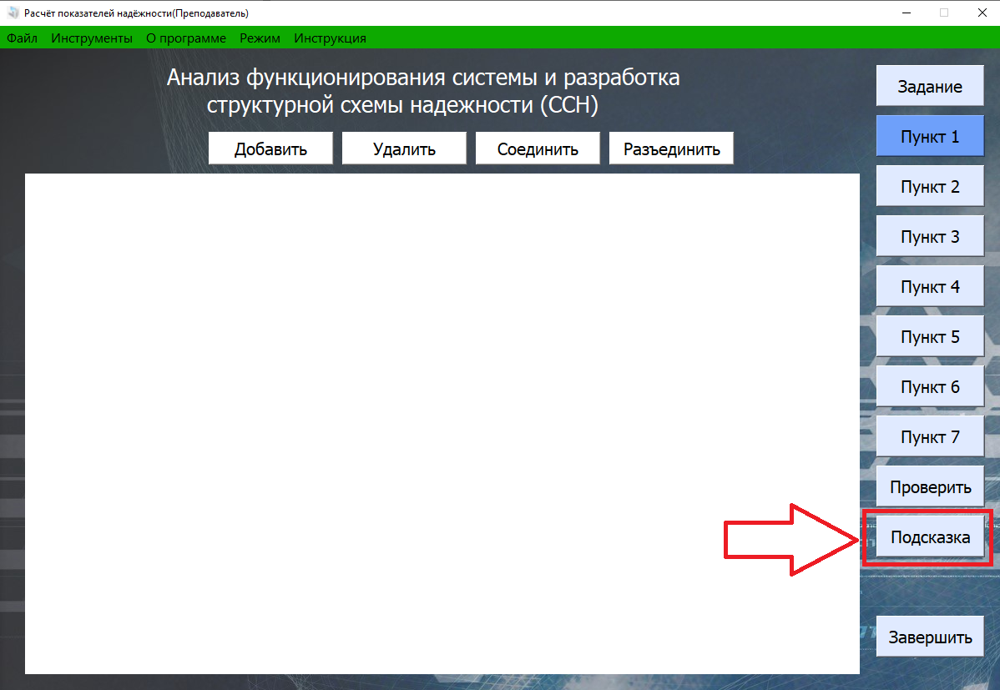 Расчёт показателей надёжности(Преподаватель)
Файл Инструменты О программе Режим Инструкция
Анализ функционирования системы и разработка
структурной схемы надежности (ССН)
Добавить Удалить Соединить Разъединить
Задание
Пункт 1
Пункт 2
Пункт 3
Пункт 4
Пункт 5
Пункт 6
Пункт 7
Проверить
Подсказка
Завершить